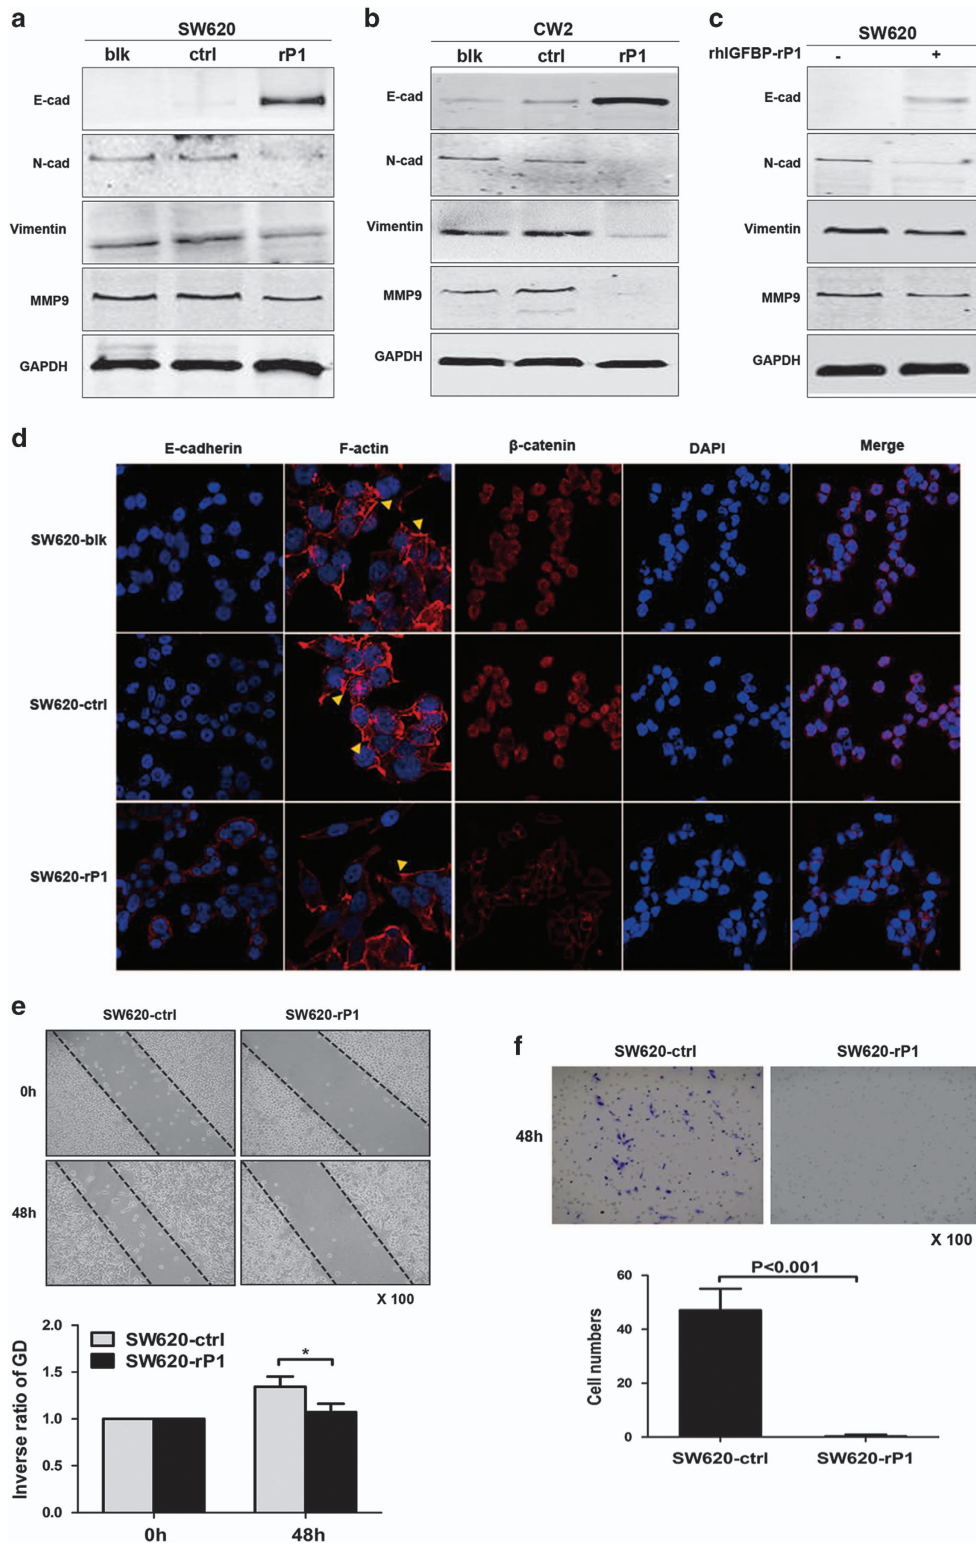 a
SW620
blk ctrl rP1
E-cad
N-cad
Vimentin
MMP9
GAPDH
b
CW2
blk ctrl rP1
E-cad
N-cad
Vimentin
MMP9
GAPDH
c
SW620
rhIGFBP-rP1 - +
E-cad
N-cad
Vimentin
MMP9
GAPDH
d
E-cadherin F-actin β-catenin DAPI Merge
SW620-blk
SW620-ctrl
SW620-rP1
e
SW620-ctrl SW620-rP1
0h
48h
X 100
Inverse ratio of GD
2.0
1.5
1.0
0.5
0.0
SW620-ctrl
SW620-rP1
*
0h 48h
f
SW620-ctrl SW620-rP1
48h
X 100
Cell numbers
60
40
20
0
P<0.001
SW620-ctrl SW620-rP1